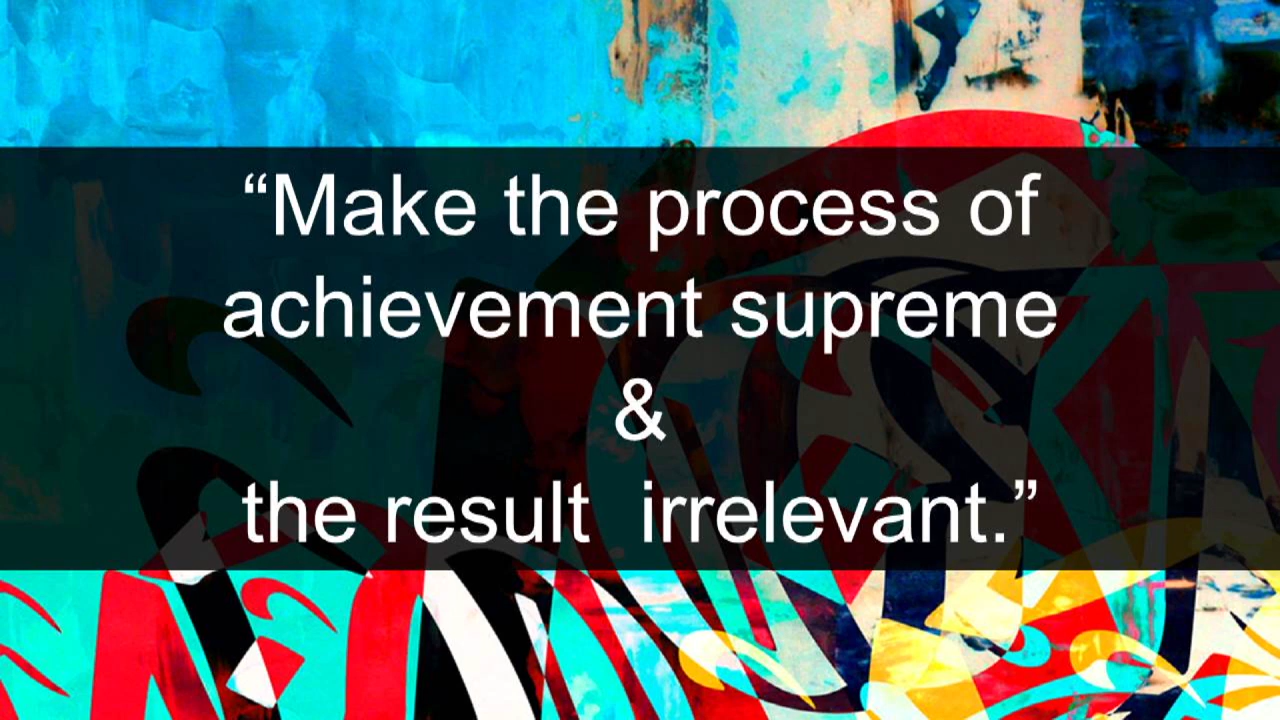 “Make the process of
achievement supreme
&
the result  irrelevant.”